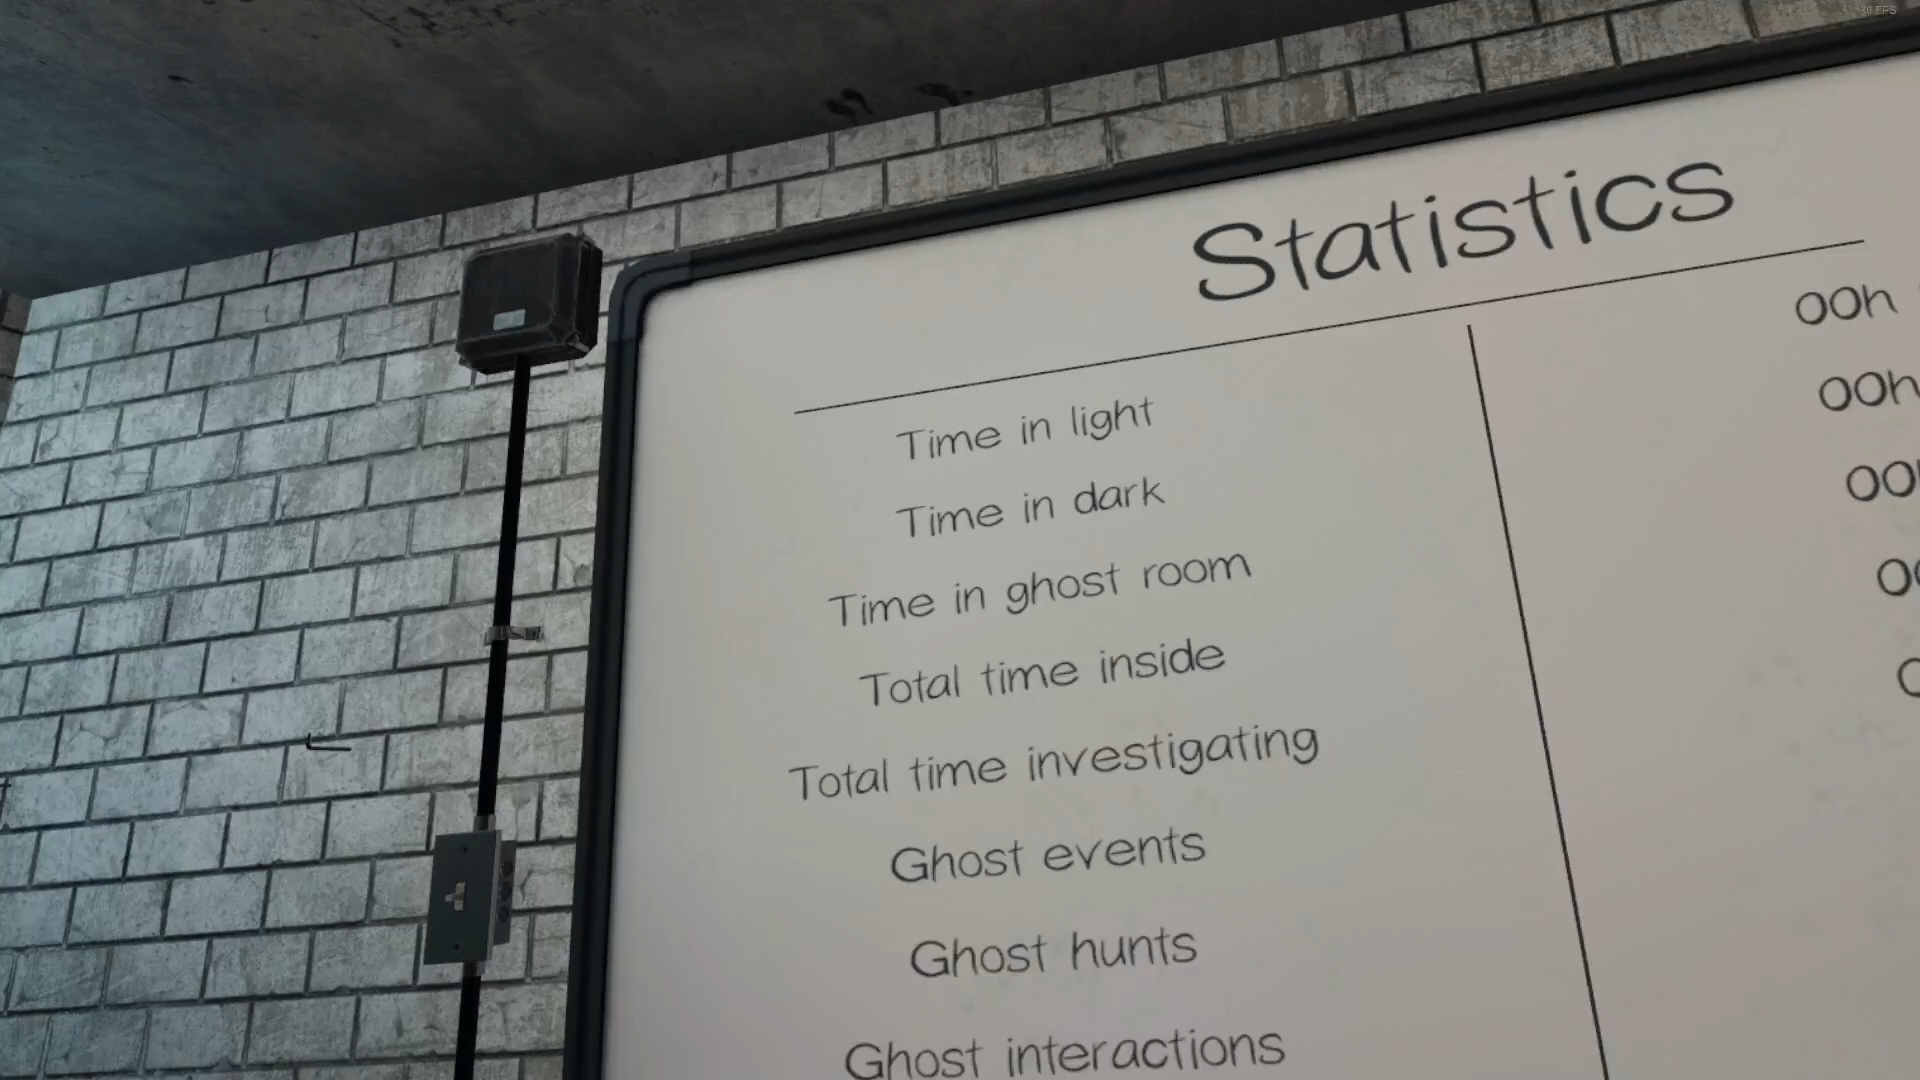 Statistics
Time in light 00h
Time in dark 00h
Time in ghost room
Total time inside
Total time investigating
Ghost events
Ghost hunts
Ghost interactions